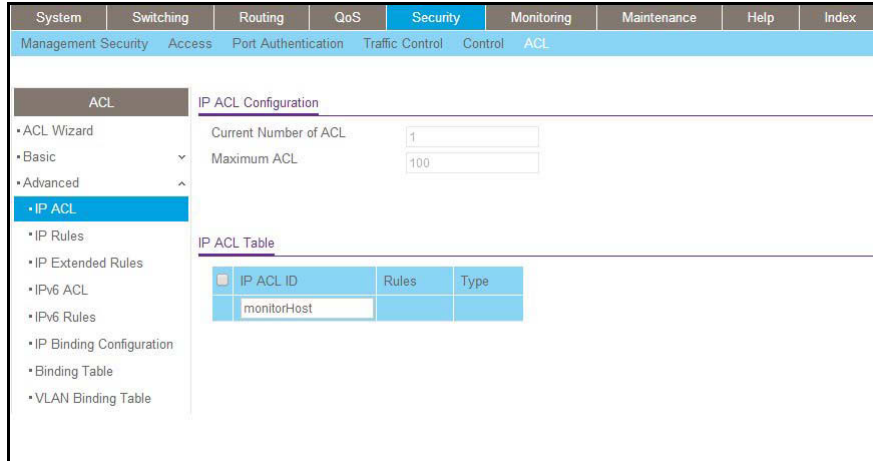 System Switching Routing QoS Security Monitoring Maintenance Help Index
Management Security Access Port Authentication Traffic Control Control ACL
ACL
ACL Wizard
Basic
Advanced
IP ACL
IP Rules
IP Extended Rules
IPv6 ACL
IPv6 Rules
IP Binding Configuration
Binding Table
VLAN Binding Table
IP ACL Configuration
Current Number of ACL 1
Maximum ACL 100
IP ACL Table
IP ACL ID Rules Type
monitorHost